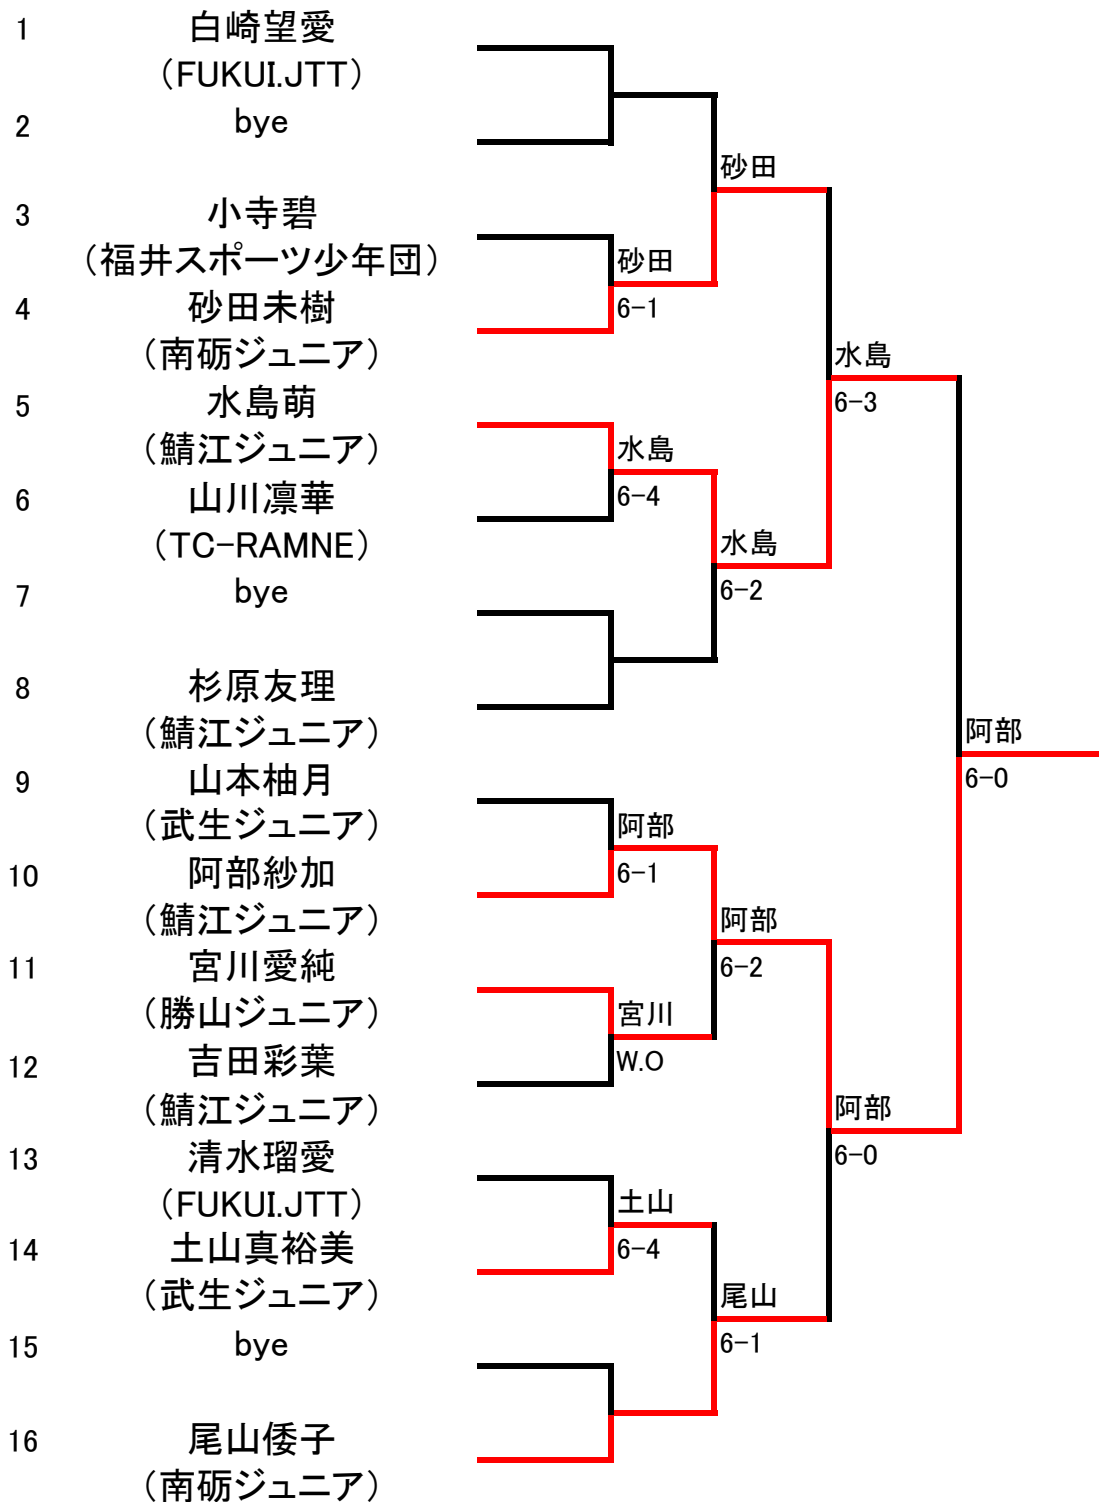 1 白崎望愛
（FUKUI.JTT）
2 bye
砂田
3 小寺碧
（福井スポーツ少年団） 砂田
4 砂田未樹 6-1
（南砺ジュニア） 水島
5 水島萌 6-3
（鯖江ジュニア） 水島
6 山川凛華 6-4
（TC-RAMNE） 水島
7 bye 6-2
8 杉原友理
（鯖江ジュニア） 阿部
9 山本柚月 6-0
（武生ジュニア） 阿部
10 阿部紗加 6-1
（鯖江ジュニア） 阿部
11 宮川愛純 6-2
（勝山ジュニア） 宮川
12 吉田彩葉 W.O
（鯖江ジュニア） 阿部
13 清水瑠愛 6-0
（FUKUI.JTT） 土山
14 土山真裕美 6-4
（武生ジュニア） 尾山
15 bye 6-1
16 尾山倭子
（南砺ジュニア）